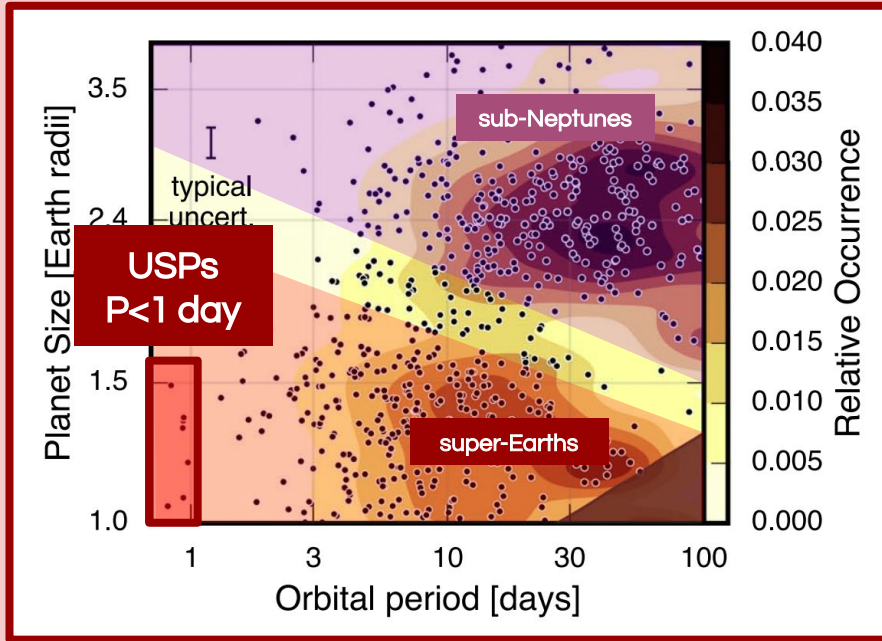 0.040
3.5
0.035
sub-Neptunes
0.030
typical
uncert.
2.4
0.025
USPs
P<1 day
0.020
0.015
1.5
0.010
super-Earths
0.005
1.0
0.000
1
3
10
30
100
Planet Size [Earth radii]
Orbital period [days]
Relative Occurrence